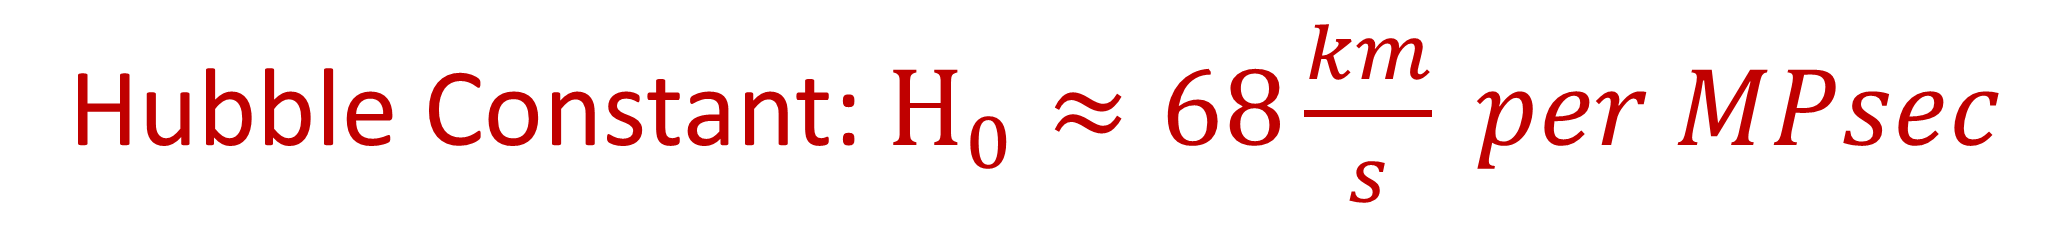 Hubble Constant: H₀ ≈ 68 km/s per MPsec